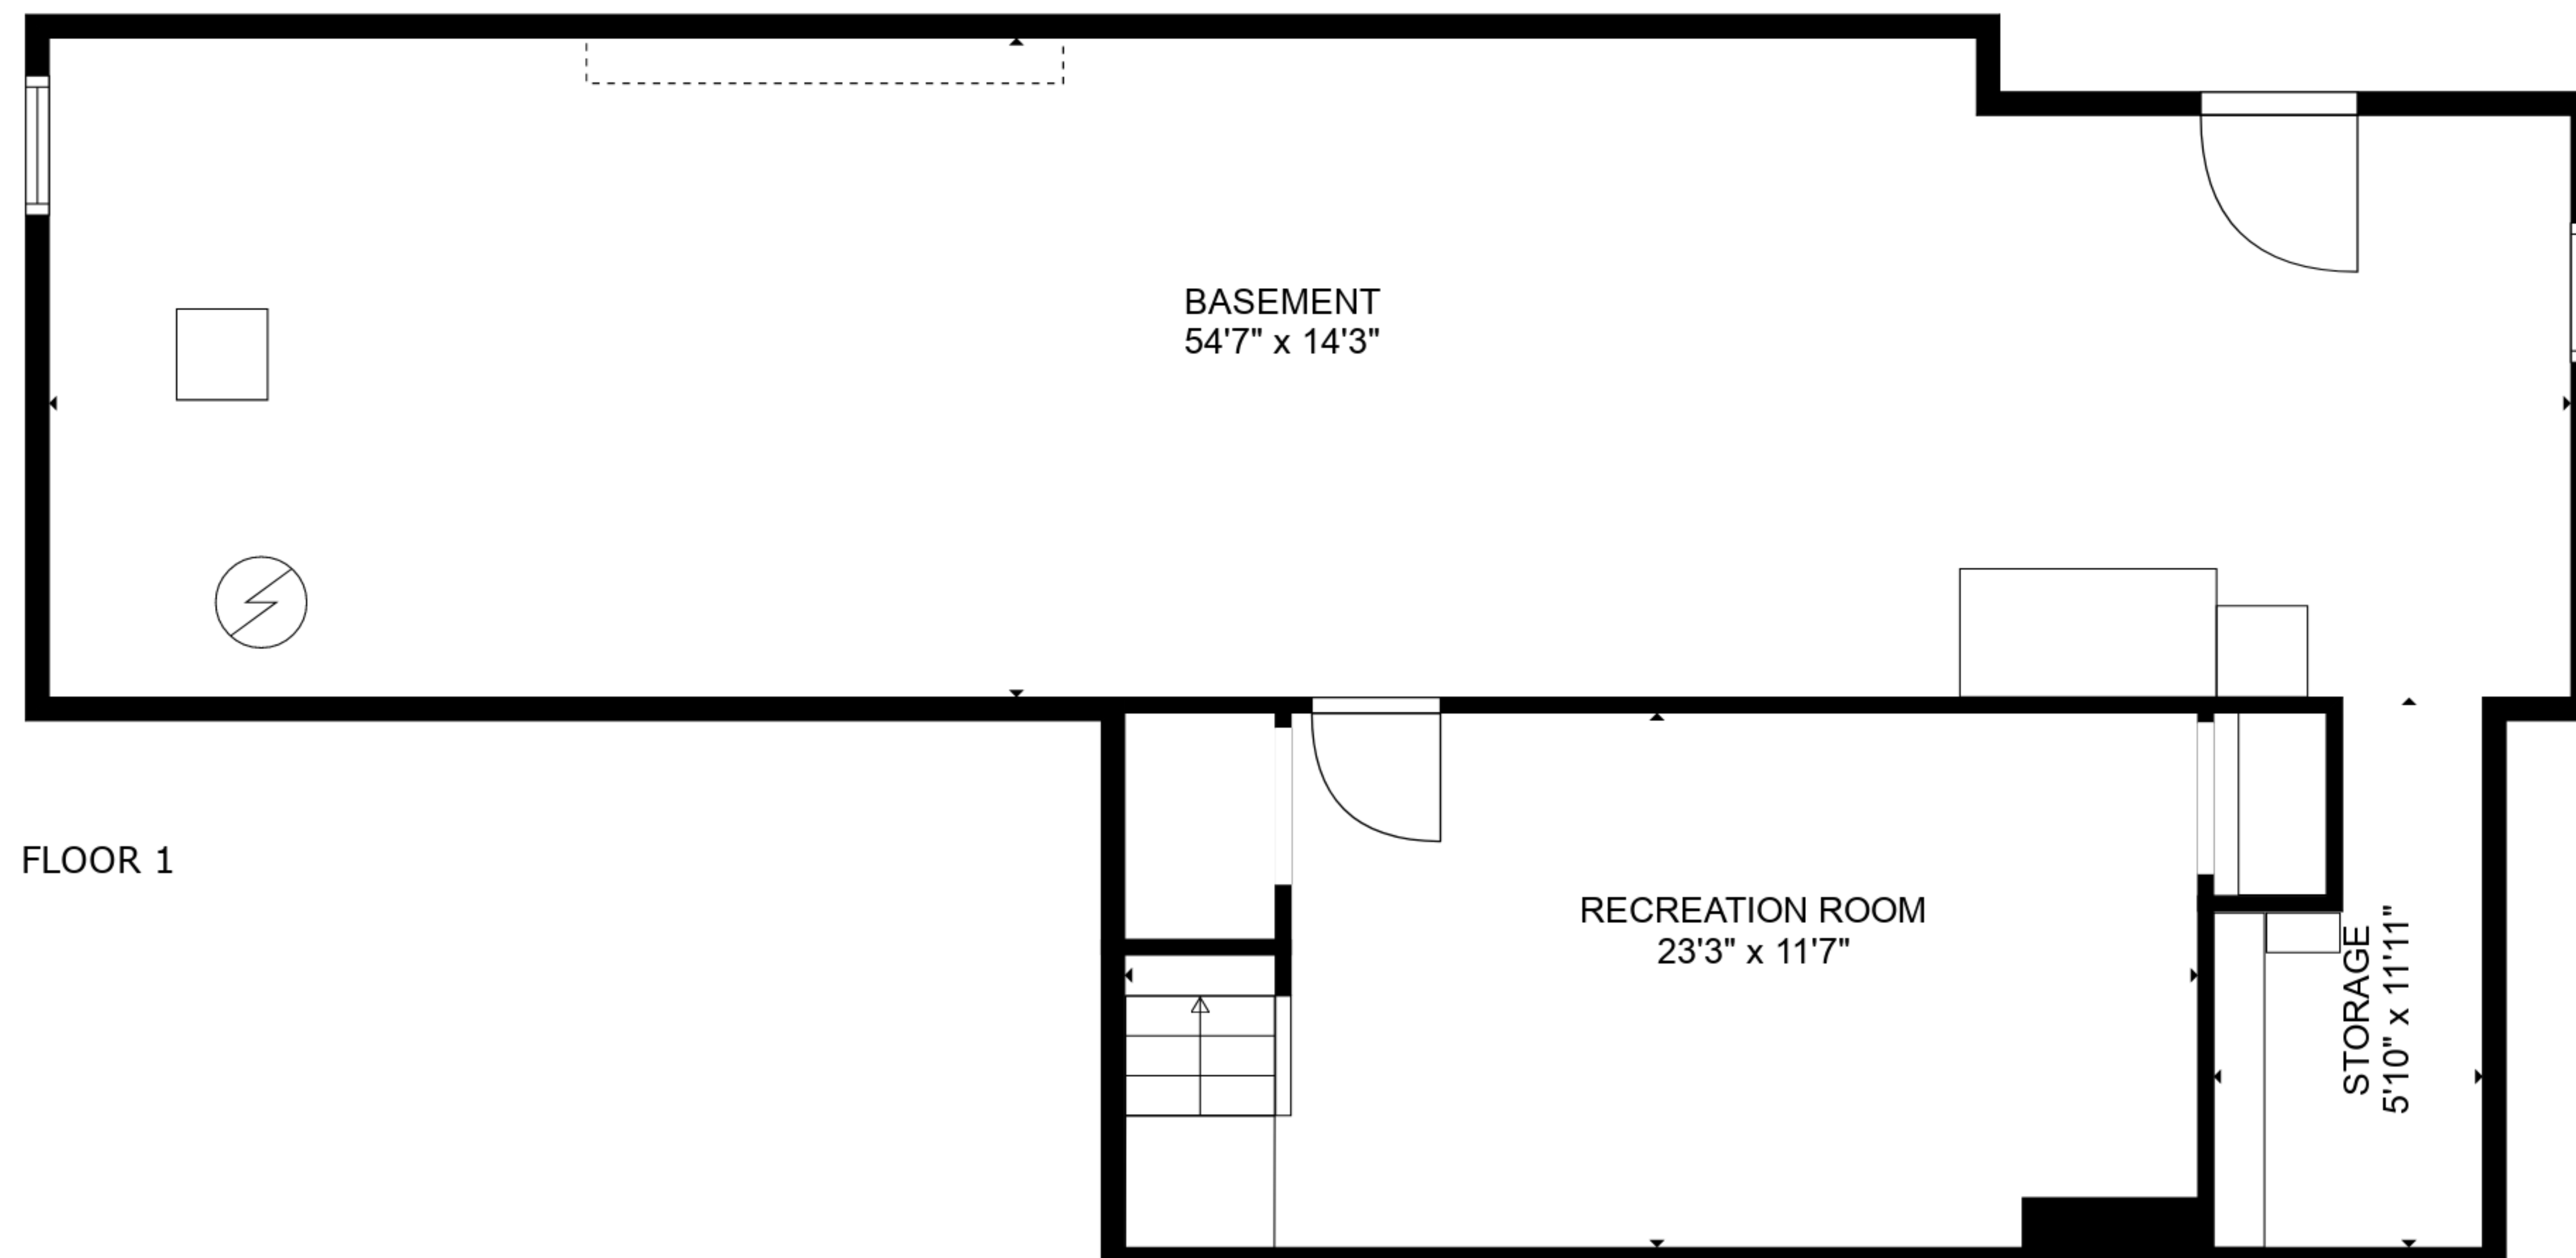 BASEMENT
54'7" x 14'3"
FLOOR 1
RECREATION ROOM
23'3" x 11'7"
STORAGE
5'10" x 11'11"